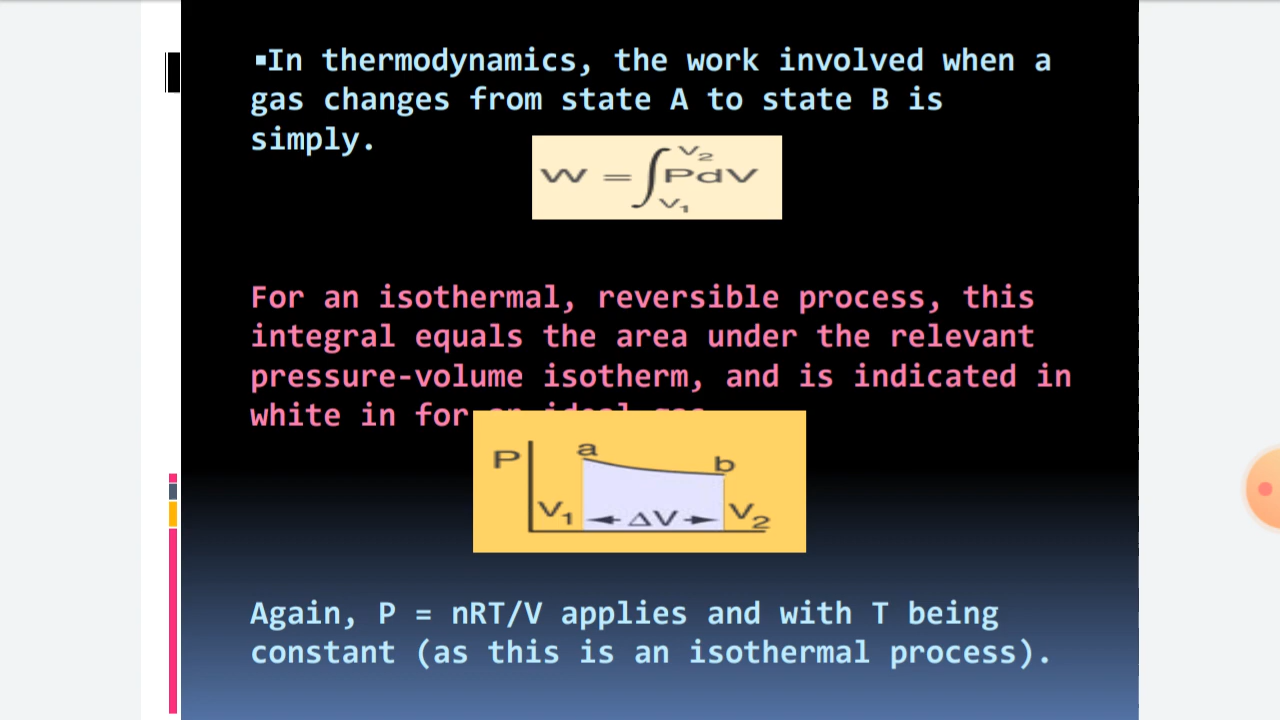 ▪In thermodynamics, the work involved when a
gas changes from state A to state B is
simply.
W = ∫PdV
V₂
V₁
For an isothermal, reversible process, this
integral equals the area under the relevant
pressure-volume isotherm, and is indicated in
white in for
P
a
b
V₁
ΔV
V₂
Again, P = nRT/V applies and with T being
constant (as this is an isothermal process).